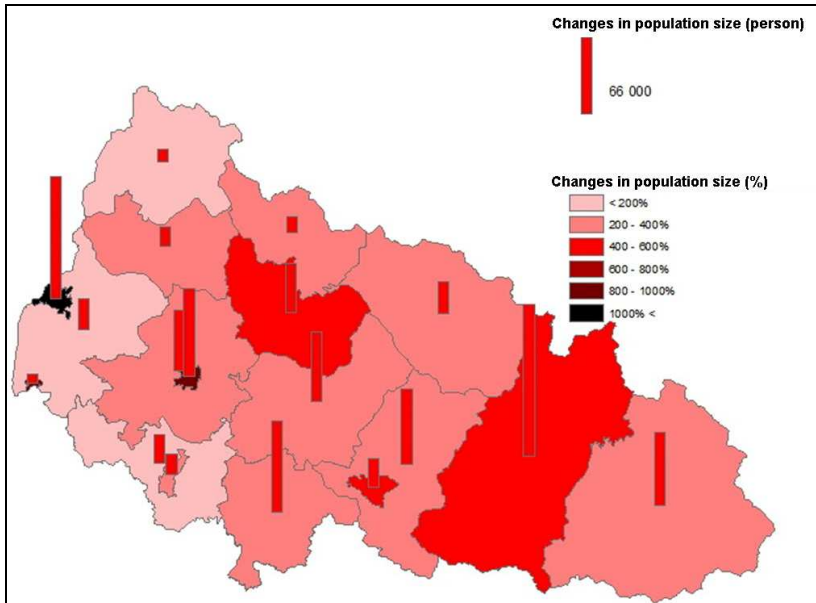 Changes in population size (person)
66 000
Changes in population size (%)
< 200%
200 - 400%
400 - 600%
600 - 800%
800 - 1000%
1000% <